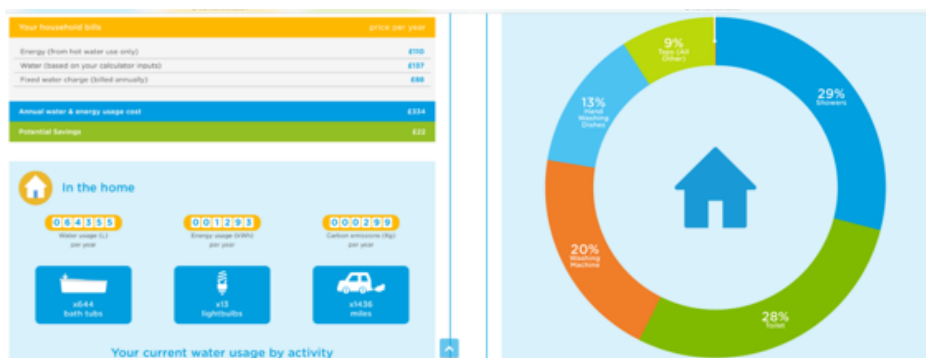 Your household bills price per year
Energy (from hot water use only) £110
Water (based on your calculator inputs) £137
Fixed water charge (billed annually) £88
Annual water & energy usage cost £334
Potential Savings £22
In the home
064355
Water usage (L)
per year
001293
Energy usage (kWh)
per year
000299
Carbon emissions (Kg)
per year
x644
bath tubs
x13
lightbulbs
x1436
miles
Your current water usage by activity
9%
Taps (All
Other)
29%
Showers
13%
Hand
Washing
Dishes
20%
Washing
Machine
28%
Toilet